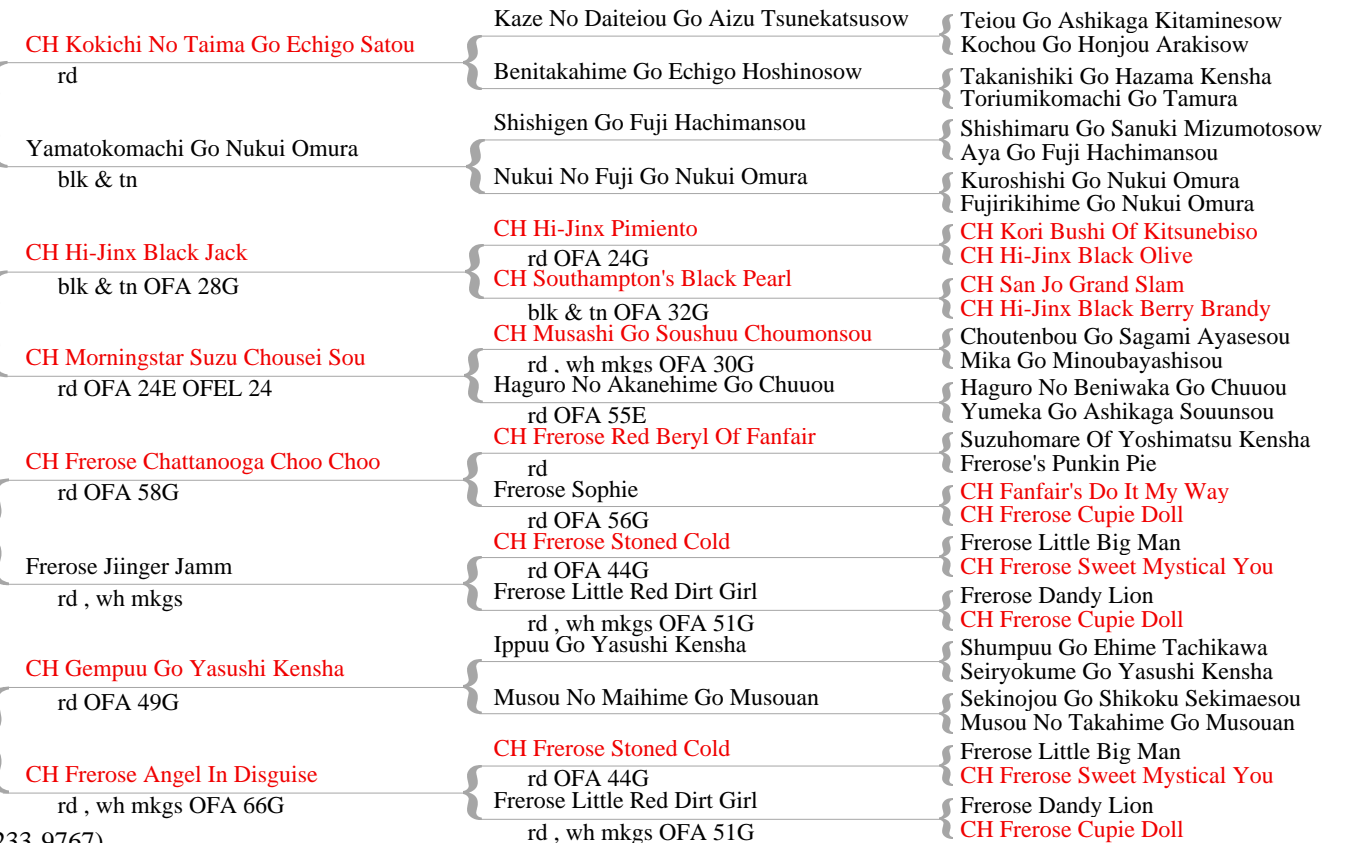 CH Kokichi No Taima Go Echigo Satou
rd
Yamatokomachi Go Nukui Omura
blk & tn
CH Hi-Jinx Black Jack
blk & tn OFA 28G
CH Morningstar Suzu Chousei Sou
rd OFA 24E OFEL 24
CH Frerose Chattanooga Choo Choo
rd OFA 58G
Frerose Jiinger Jamm
rd , wh mkgs
CH Gempuu Go Yasushi Kensha
rd OFA 49G
CH Frerose Angel In Disguise
rd , wh mkgs OFA 66G
233-9767)
Kaze No Daiteiou Go Aizu Tsunekatsusow
Benitakahime Go Echigo Hoshinosow
Shishigen Go Fuji Hachimansou
Nukui No Fuji Go Nukui Omura
CH Hi-Jinx Pimiento
rd OFA 24G
CH Southampton's Black Pearl
blk & tn OFA 32G
CH Musashi Go Soushuu Choumonsou
rd , wh mkgs OFA 30G
Haguro No Akanehime Go Chuuou
rd OFA 55E
CH Frerose Red Beryl Of Fanfair
rd
Frerose Sophie
rd OFA 56G
CH Frerose Stoned Cold
rd OFA 44G
Frerose Little Red Dirt Girl
rd , wh mkgs OFA 51G
Ippuu Go Yasushi Kensha
Musou No Maihime Go Musouan
CH Frerose Stoned Cold
rd OFA 44G
Frerose Little Red Dirt Girl
rd , wh mkgs OFA 51G
Teiou Go Ashikaga Kitaminesow
Kochou Go Honjou Arakisow
Takanishiki Go Hazama Kensha
Toriumikomachi Go Tamura
Shishimaru Go Sanuki Mizumotosow
Aya Go Fuji Hachimansou
Kuroshishi Go Nukui Omura
Fujirikihime Go Nukui Omura
CH Kori Bushi Of Kitsunebiso
CH Hi-Jinx Black Olive
CH San Jo Grand Slam
CH Hi-Jinx Black Berry Brandy
Choutenbou Go Sagami Ayasesou
Mika Go Minoubayashisou
Haguro No Beniwaka Go Chuuou
Yumeka Go Ashikaga Souunsou
Suzuhomare Of Yoshimatsu Kensha
Frerose's Punkin Pie
CH Fanfair's Do It My Way
CH Frerose Cupie Doll
Frerose Little Big Man
CH Frerose Sweet Mystical You
Frerose Dandy Lion
CH Frerose Cupie Doll
Shumpuu Go Ehime Tachikawa
Seiryokume Go Yasushi Kensha
Sekinojou Go Shikoku Sekimaesou
Musou No Takahime Go Musouan
Frerose Little Big Man
CH Frerose Sweet Mystical You
Frerose Dandy Lion
CH Frerose Cupie Doll